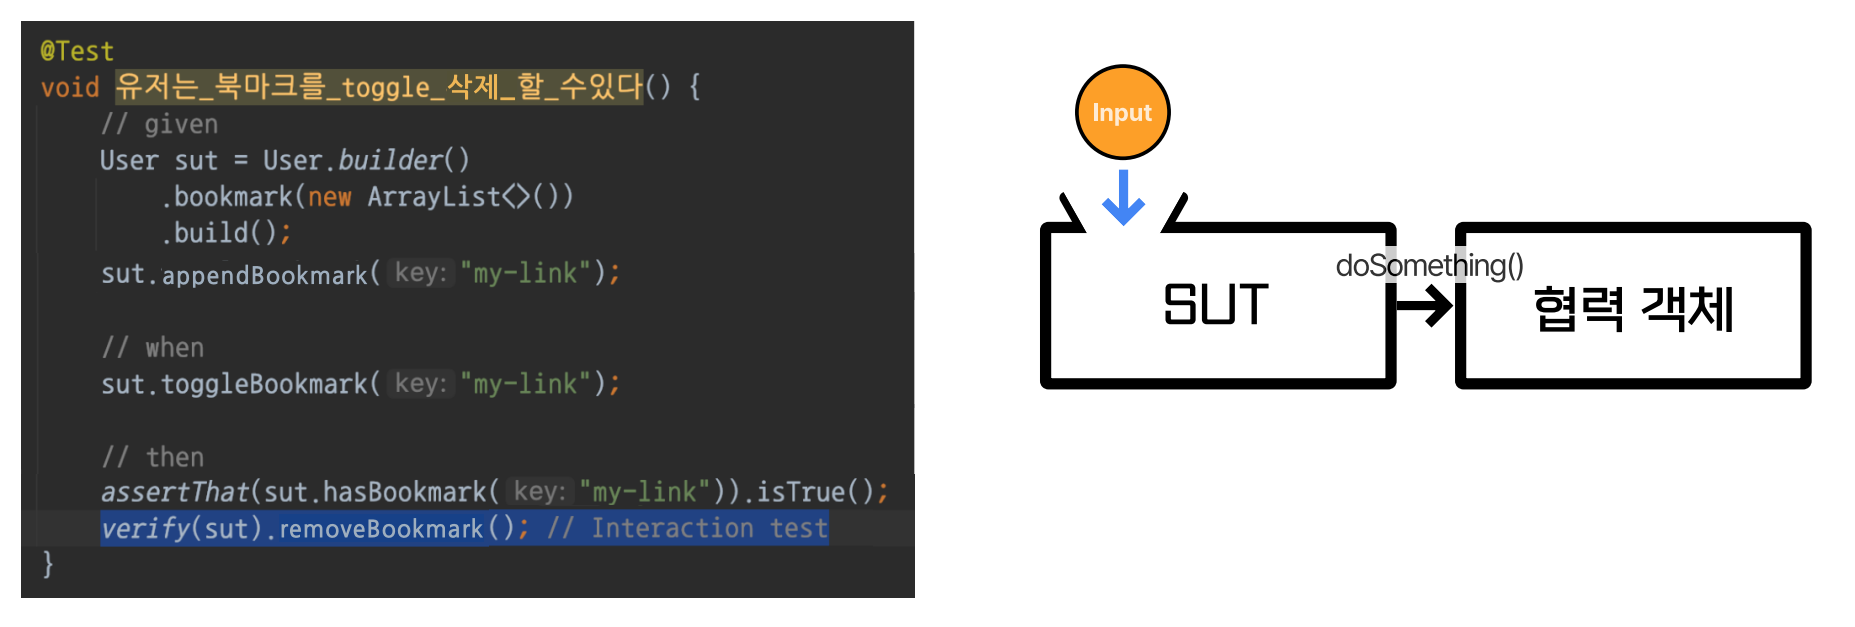 @Test
void 유저는_북마크를_toggle_삭제_할_수있다() {
// given
User sut = User.builder()
.bookmark(new ArrayList<>())
.build();
sut.appendBookmark( key: "my-link");
// when
sut.toggleBookmark( key: "my-link");
// then
assertThat(sut.hasBookmark( key: "my-link")).isTrue();
verify(sut).removeBookmark(); // Interaction test
}
Input
doSomething()
SUT
협력 객체